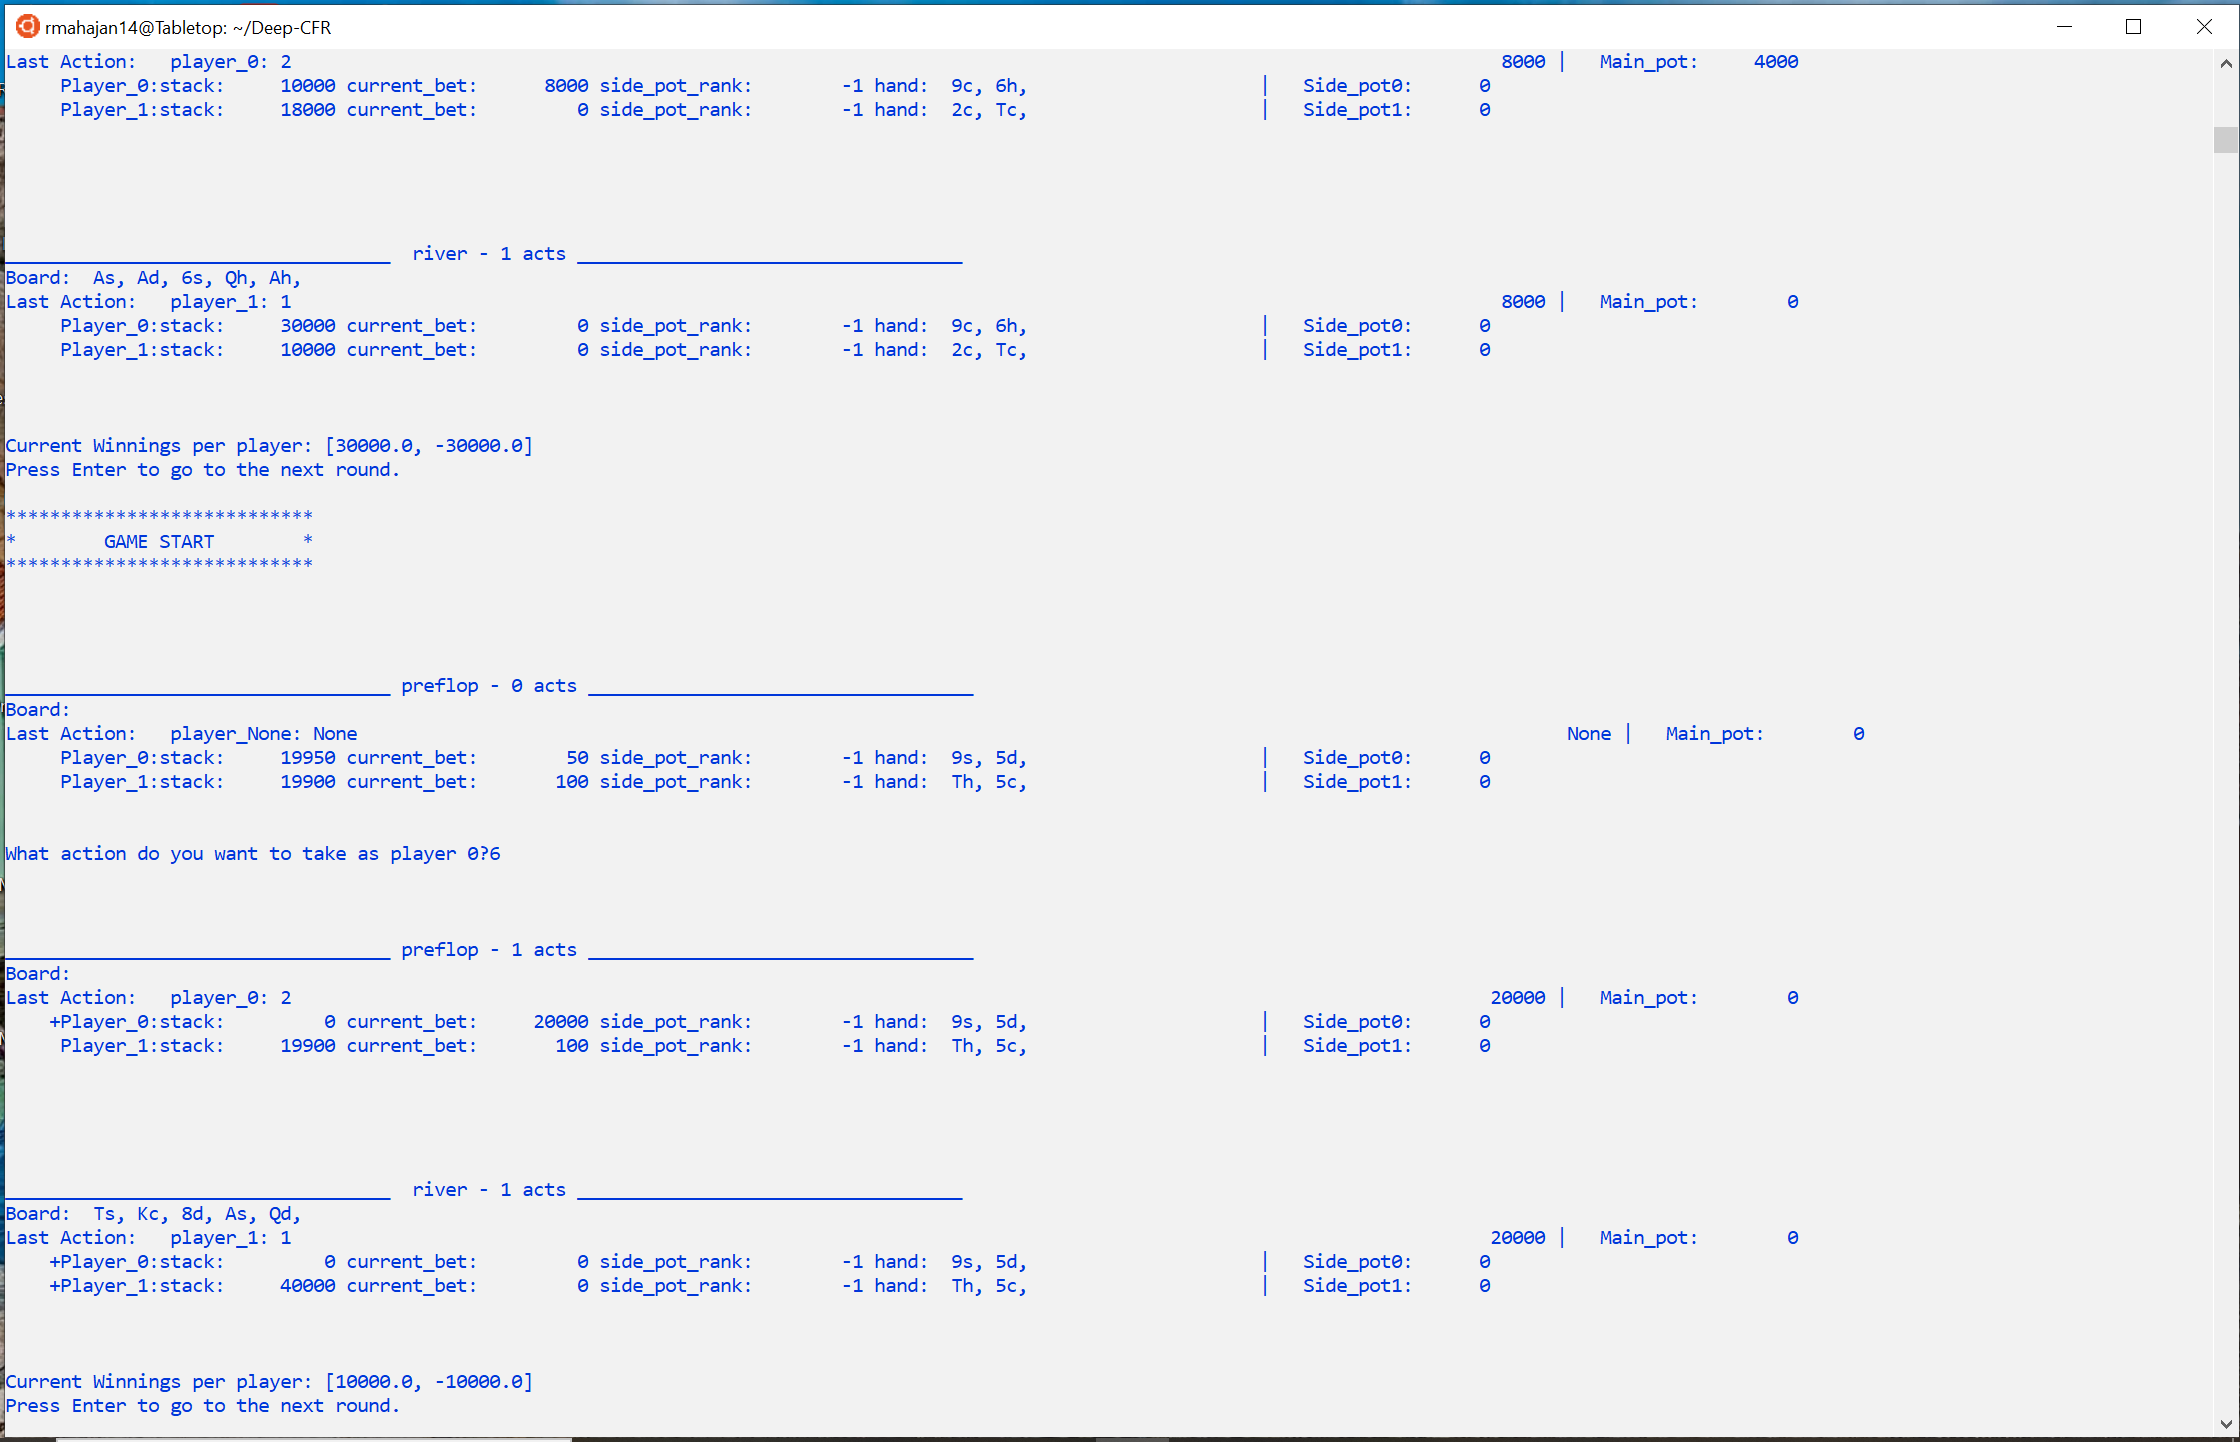 rmahajan14@Tabletop: ~/Deep-CFR
Last Action: player_0: 2 8000 | Main_pot: 4000
Player_0:stack: 10000 current_bet: 8000 side_pot_rank: -1 hand: 9c, 6h, | Side_pot0: 0
Player_1:stack: 18000 current_bet: 0 side_pot_rank: -1 hand: 2c, Tc, | Side_pot1: 0
___________________________________ river - 1 acts ___________________________________
Board: As, Ad, 6s, Qh, Ah,
Last Action: player_1: 1 8000 | Main_pot: 0
Player_0:stack: 30000 current_bet: 0 side_pot_rank: -1 hand: 9c, 6h, | Side_pot0: 0
Player_1:stack: 10000 current_bet: 0 side_pot_rank: -1 hand: 2c, Tc, | Side_pot1: 0
Current Winnings per player: [30000.0, -30000.0]
Press Enter to go to the next round.
****************************
* GAME START *
****************************
___________________________________ preflop - 0 acts ___________________________________
Board:
Last Action: player_None: None None | Main_pot: 0
Player_0:stack: 19950 current_bet: 50 side_pot_rank: -1 hand: 9s, 5d, | Side_pot0: 0
Player_1:stack: 19900 current_bet: 100 side_pot_rank: -1 hand: Th, 5c, | Side_pot1: 0
What action do you want to take as player 0?6
___________________________________ preflop - 1 acts ___________________________________
Board:
Last Action: player_0: 2 20000 | Main_pot: 0
+Player_0:stack: 0 current_bet: 20000 side_pot_rank: -1 hand: 9s, 5d, | Side_pot0: 0
Player_1:stack: 19900 current_bet: 100 side_pot_rank: -1 hand: Th, 5c, | Side_pot1: 0
___________________________________ river - 1 acts ___________________________________
Board: Ts, Kc, 8d, As, Qd,
Last Action: player_1: 1 20000 | Main_pot: 0
+Player_0:stack: 0 current_bet: 0 side_pot_rank: -1 hand: 9s, 5d, | Side_pot0: 0
+Player_1:stack: 40000 current_bet: 0 side_pot_rank: -1 hand: Th, 5c, | Side_pot1: 0
Current Winnings per player: [10000.0, -10000.0]
Press Enter to go to the next round.